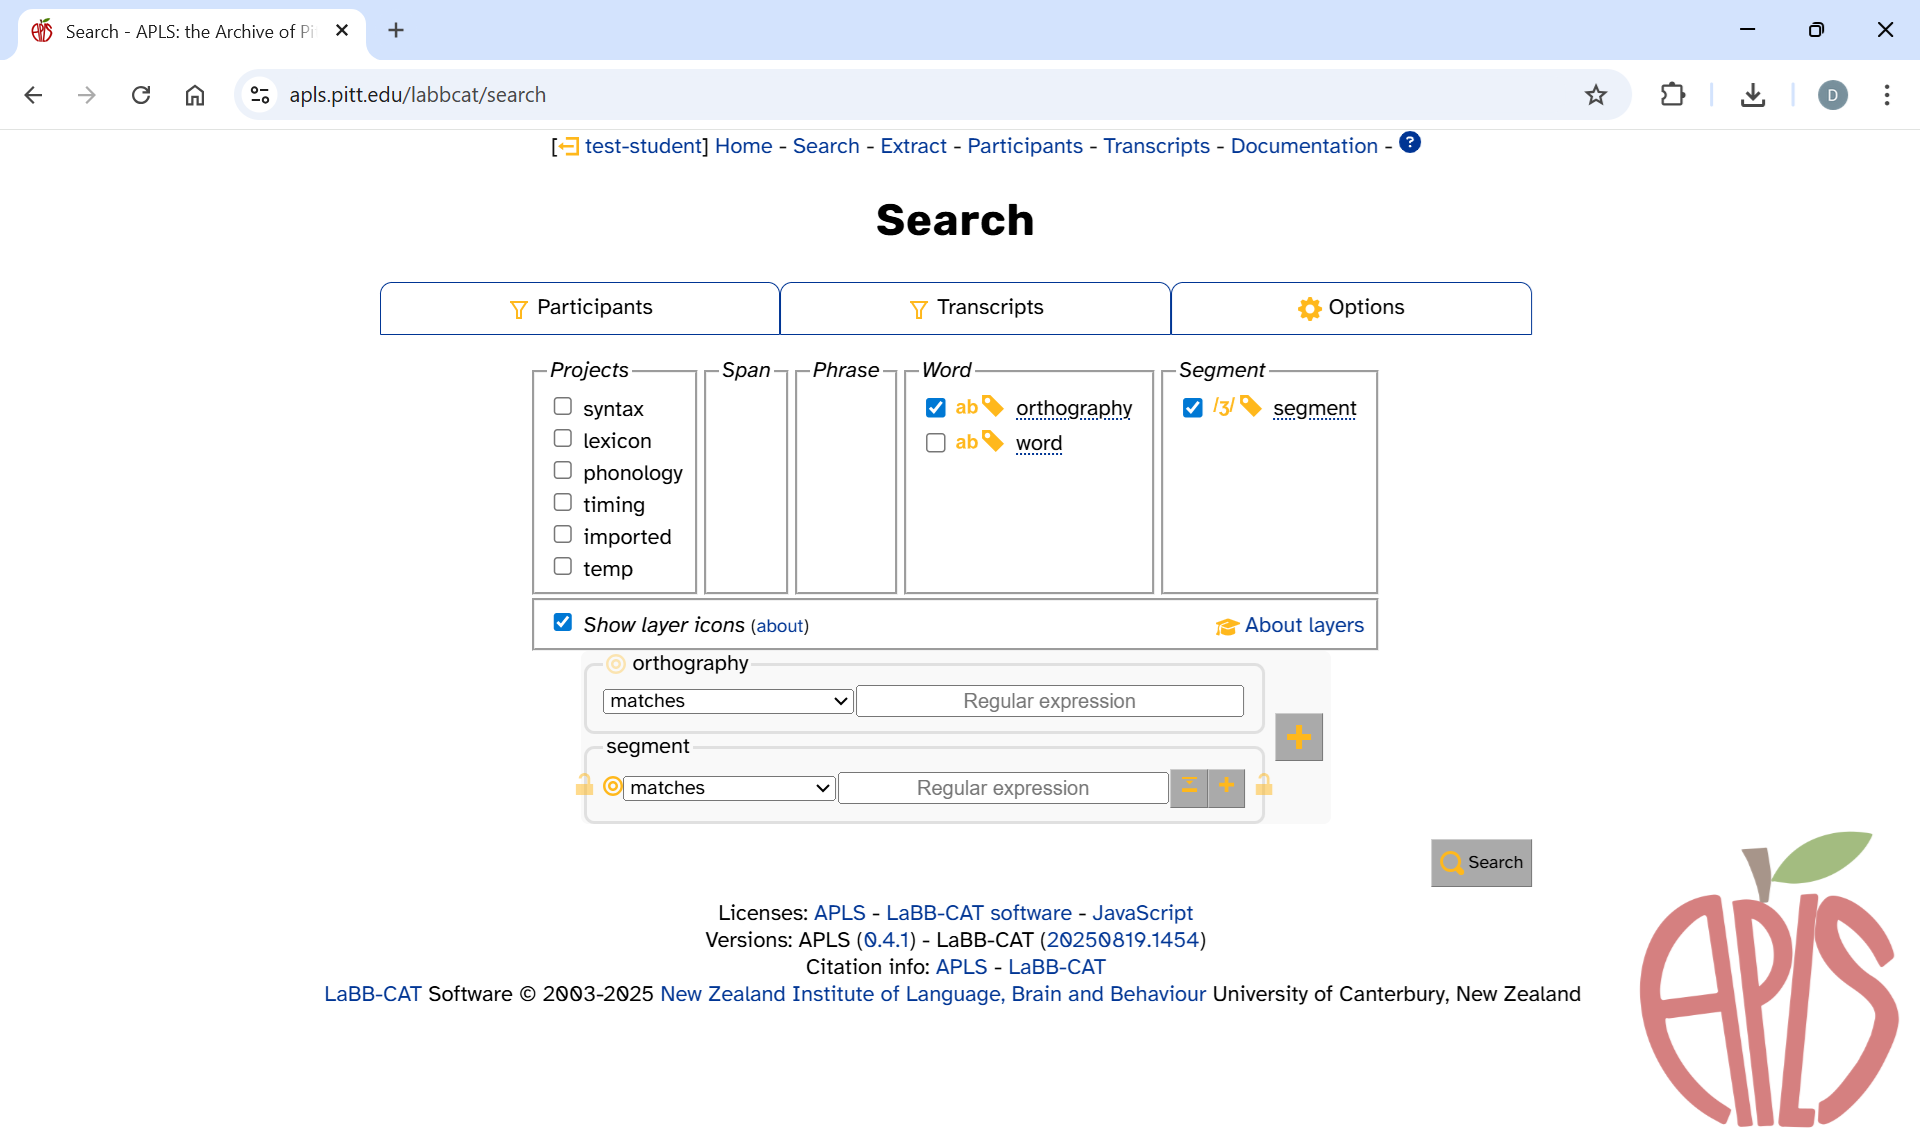 Search - APLS: the Archive of Pi
apls.pitt.edu/labbcat/search
D
[ test-student] Home - Search - Extract - Participants - Transcripts - Documentation - ?
Search
Participants
Transcripts
Options
Projects
syntax
lexicon
phonology
timing
imported
temp
Span
Phrase
Word
ab orthography
ab word
Segment
/ʒ/ segment
Show layer icons (about)
About layers
orthography
matches Regular expression
segment
matches Regular expression
Search
Licenses: APLS - LaBB-CAT software - JavaScript
Versions: APLS (0.4.1) - LaBB-CAT (20250819.1454)
Citation info: APLS - LaBB-CAT
LaBB-CAT Software © 2003-2025 New Zealand Institute of Language, Brain and Behaviour University of Canterbury, New Zealand
APLS